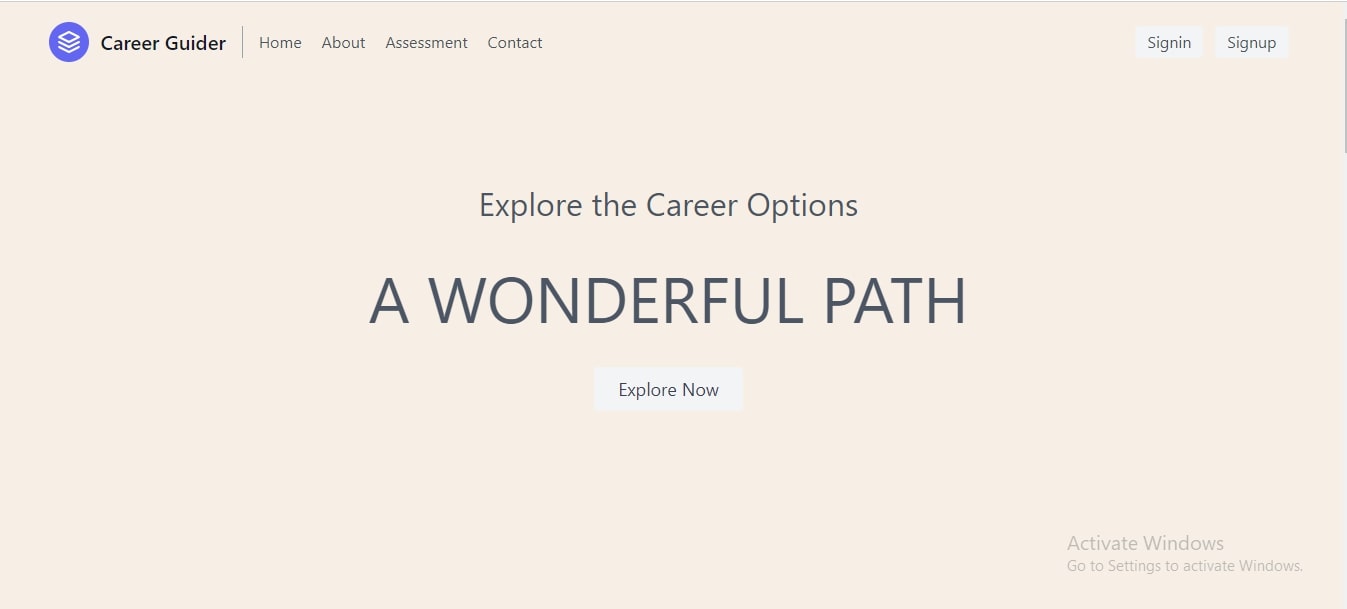 Career Guider Home About Assessment Contact Signin Signup
Explore the Career Options
A WONDERFUL PATH
Explore Now
Activate Windows
Go to Settings to activate Windows.